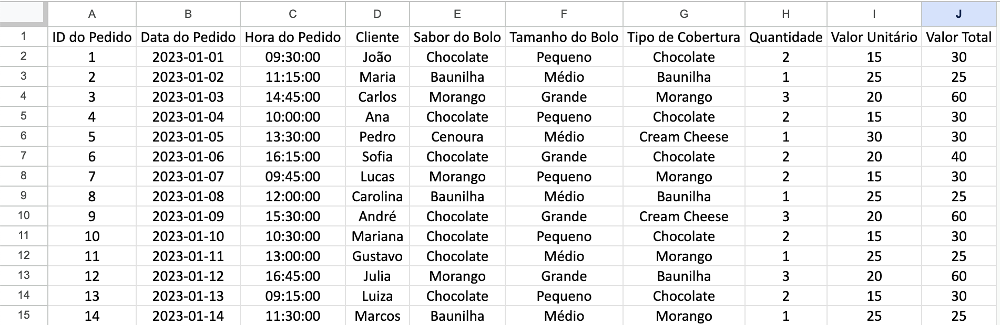 A B C D E F G H I J
1 ID do Pedido Data do Pedido Hora do Pedido Cliente Sabor do Bolo Tamanho do Bolo Tipo de Cobertura Quantidade Valor Unitário Valor Total
2 1 2023-01-01 09:30:00 João Chocolate Pequeno Chocolate 2 15 30
3 2 2023-01-02 11:15:00 Maria Baunilha Médio Baunilha 1 25 25
4 3 2023-01-03 14:45:00 Carlos Morango Grande Morango 3 20 60
5 4 2023-01-04 10:00:00 Ana Chocolate Pequeno Chocolate 2 15 30
6 5 2023-01-05 13:30:00 Pedro Cenoura Médio Cream Cheese 1 30 30
7 6 2023-01-06 16:15:00 Sofia Chocolate Grande Chocolate 2 20 40
8 7 2023-01-07 09:45:00 Lucas Morango Pequeno Morango 2 15 30
9 8 2023-01-08 12:00:00 Carolina Baunilha Médio Baunilha 1 25 25
10 9 2023-01-09 15:30:00 André Chocolate Grande Cream Cheese 3 20 60
11 10 2023-01-10 10:30:00 Mariana Chocolate Pequeno Chocolate 2 15 30
12 11 2023-01-11 13:00:00 Gustavo Chocolate Médio Morango 1 25 25
13 12 2023-01-12 16:45:00 Julia Morango Grande Baunilha 3 20 60
14 13 2023-01-13 09:15:00 Luiza Chocolate Pequeno Chocolate 2 15 30
15 14 2023-01-14 11:30:00 Marcos Baunilha Médio Morango 1 25 25